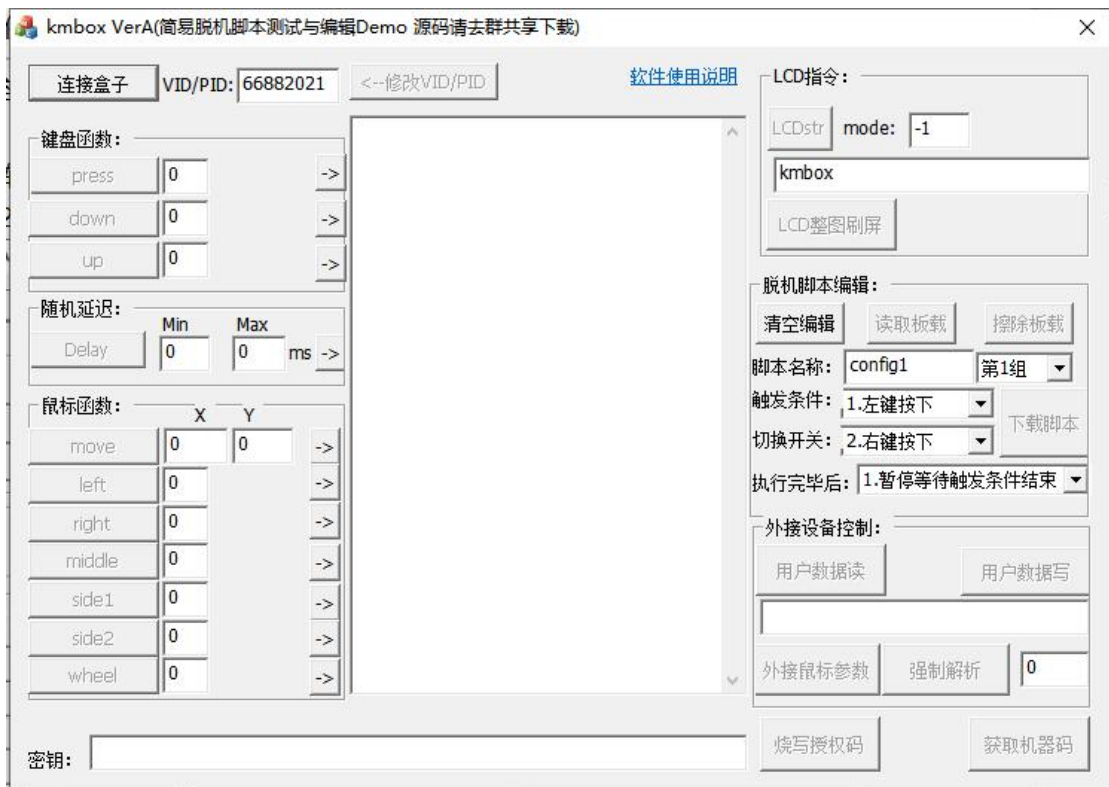 kmbox VerA(简易脱机脚本测试与编辑Demo 源码请去群共享下载)
连接盒子 VID/PID: 66882021 <--修改VID/PID 软件使用说明
键盘函数:
press 0 ->
down 0 ->
up 0 ->
随机延迟:
Min Max
Delay 0 0 ms ->
鼠标函数:
X Y
move 0 0 ->
left 0 ->
right 0 ->
middle 0 ->
side1 0 ->
side2 0 ->
wheel 0 ->
密钥:
LCD指令:
LCDstr mode: -1
kmbox
LCD整图刷屏
脱机脚本编辑:
清空编辑 读取板载 擦除板载
脚本名称: config1 第1组
触发条件: 1.左键按下
下载脚本
切换开关: 2.右键按下
执行完毕后: 1.暂停等待触发条件结束
外接设备控制:
用户数据读 用户数据写
外接鼠标参数 强制解析 0
烧写授权码 获取机器码